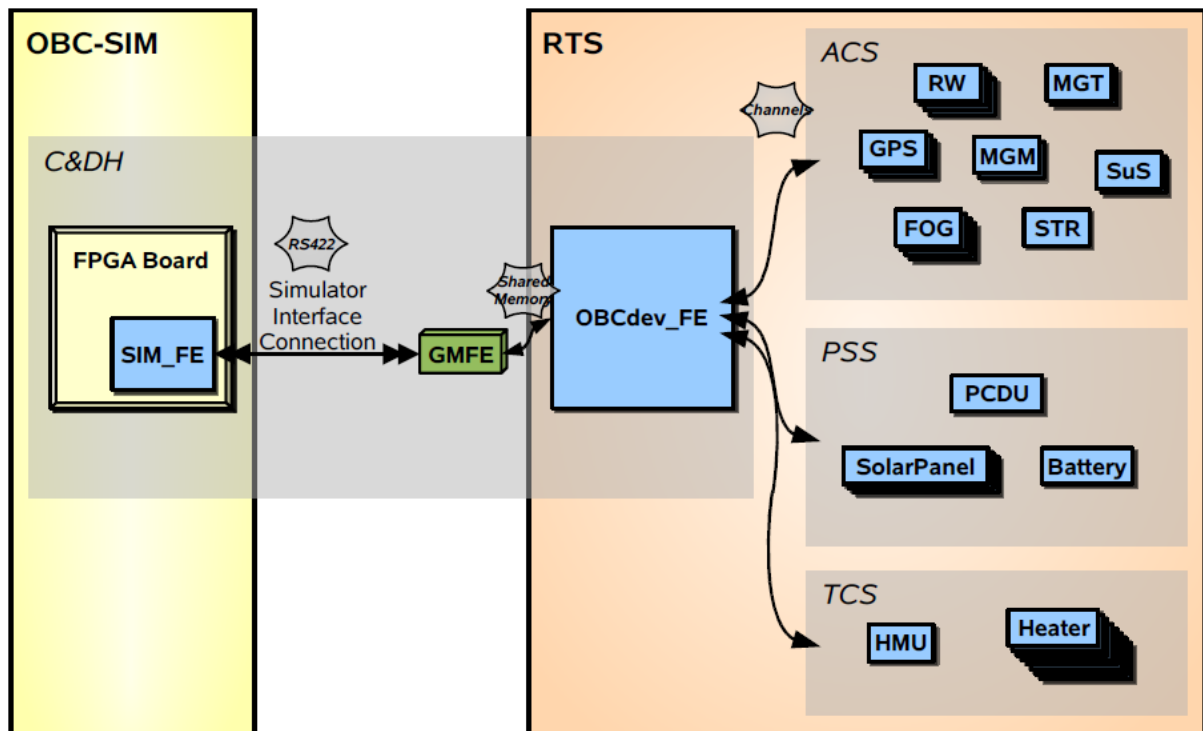 OBC-SIM
RTS
ACS
RW
MGT
Channels
GPS
MGM
SuS
FOG
STR
C&DH
FPGA Board
RS422
Simulator
Interface
Connection
Shared
Memory
SIM_FE
GMFE
OBCdev_FE
PSS
PCDU
SolarPanel
Battery
TCS
HMU
Heater